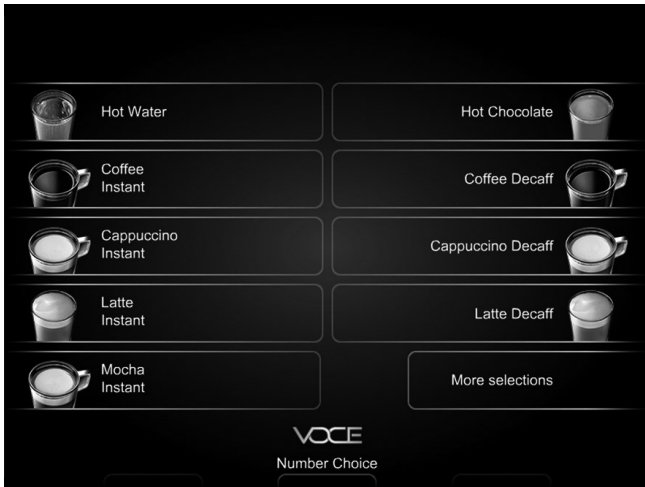 Hot Water
Hot Chocolate
Coffee
Instant
Coffee Decaff
Cappuccino
Instant
Cappuccino Decaff
Latte
Instant
Latte Decaff
Mocha
Instant
More selections
VOCE
Number Choice